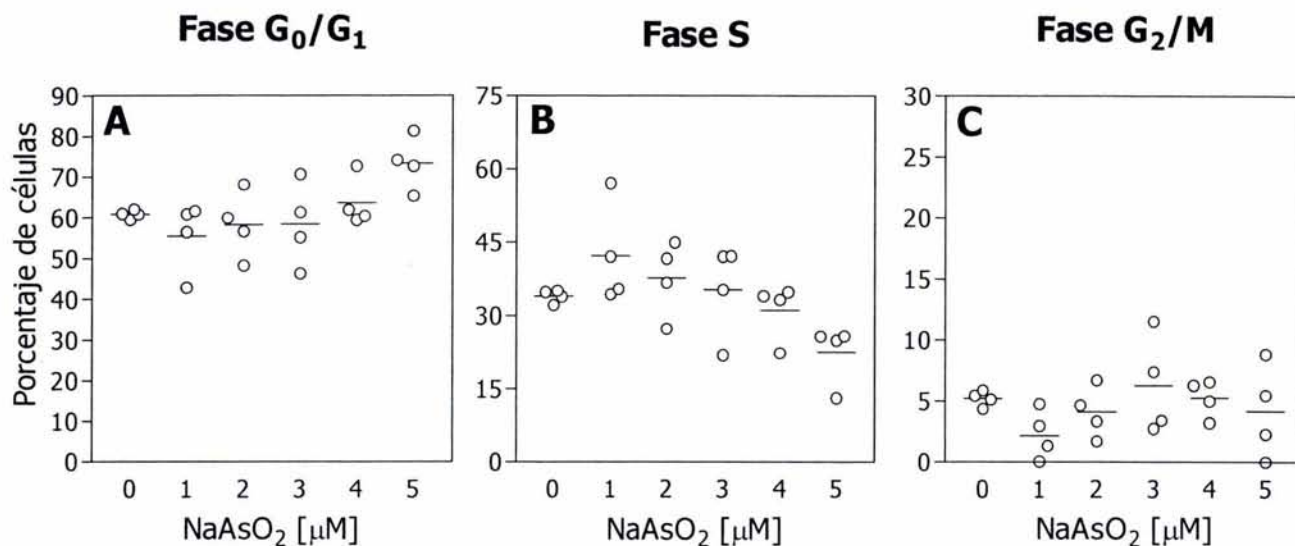 Fase G₀/G₁
Fase S
Fase G₂/M
Porcentaje de células
A
90
80
70
60
50
40
30
20
10
0
0 1 2 3 4 5
NaAsO₂ [μM]
B
75
60
45
30
15
0
0 1 2 3 4 5
NaAsO₂ [μM]
C
30
25
20
15
10
5
0
0 1 2 3 4 5
NaAsO₂ [μM]